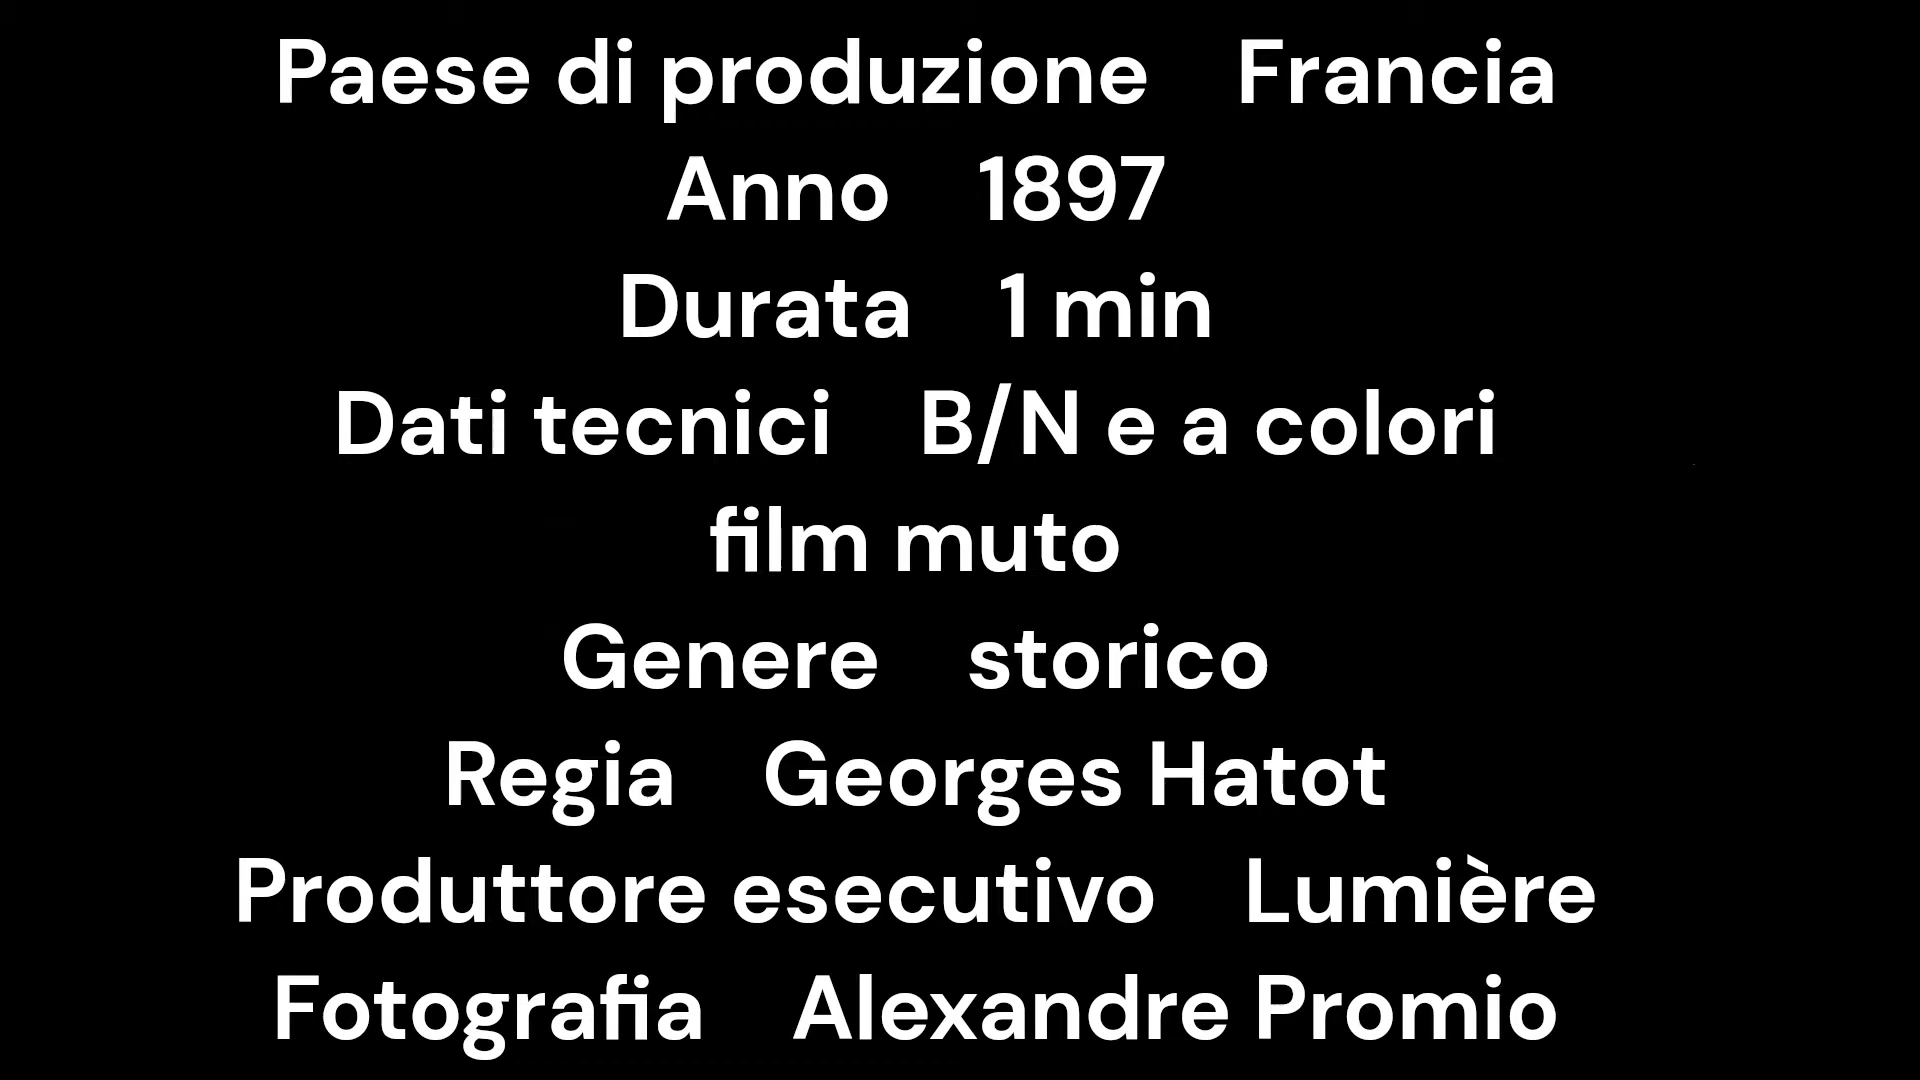 Paese di produzione Francia
Anno 1897
Durata 1 min
Dati tecnici B/N e a colori
film muto
Genere storico
Regia Georges Hatot
Produttore esecutivo Lumière
Fotografia Alexandre Promio